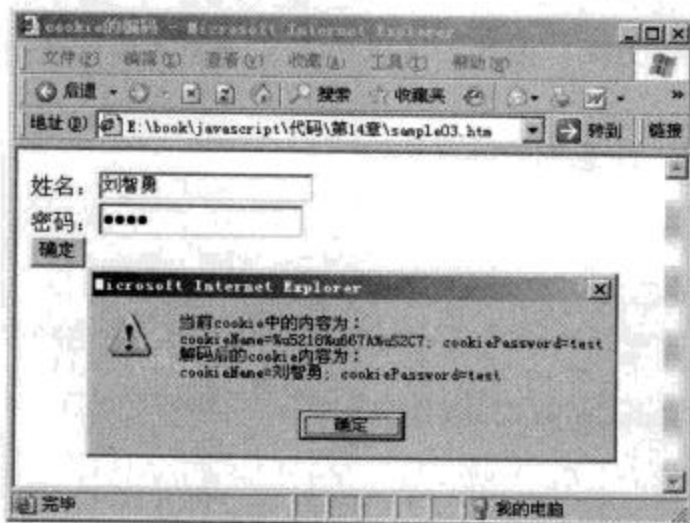 cookie的编码 - Microsoft Internet Explorer
文件(F) 编辑(E) 查看(V) 收藏(A) 工具(T) 帮助(H)
后退 搜索 收藏夹 »
地址(D) E:\book\javascript\代码\第14章\sample03.htm 转到 链接
姓名：刘智勇
密码：●●●●
确定
Microsoft Internet Explorer
当前cookie中的内容为：
cookieName=%u5218%u667A%u52C7; cookiePassword=test
解码后的cookie内容为：
cookieName=刘智勇; cookiePassword=test
确定
完毕 我的电脑